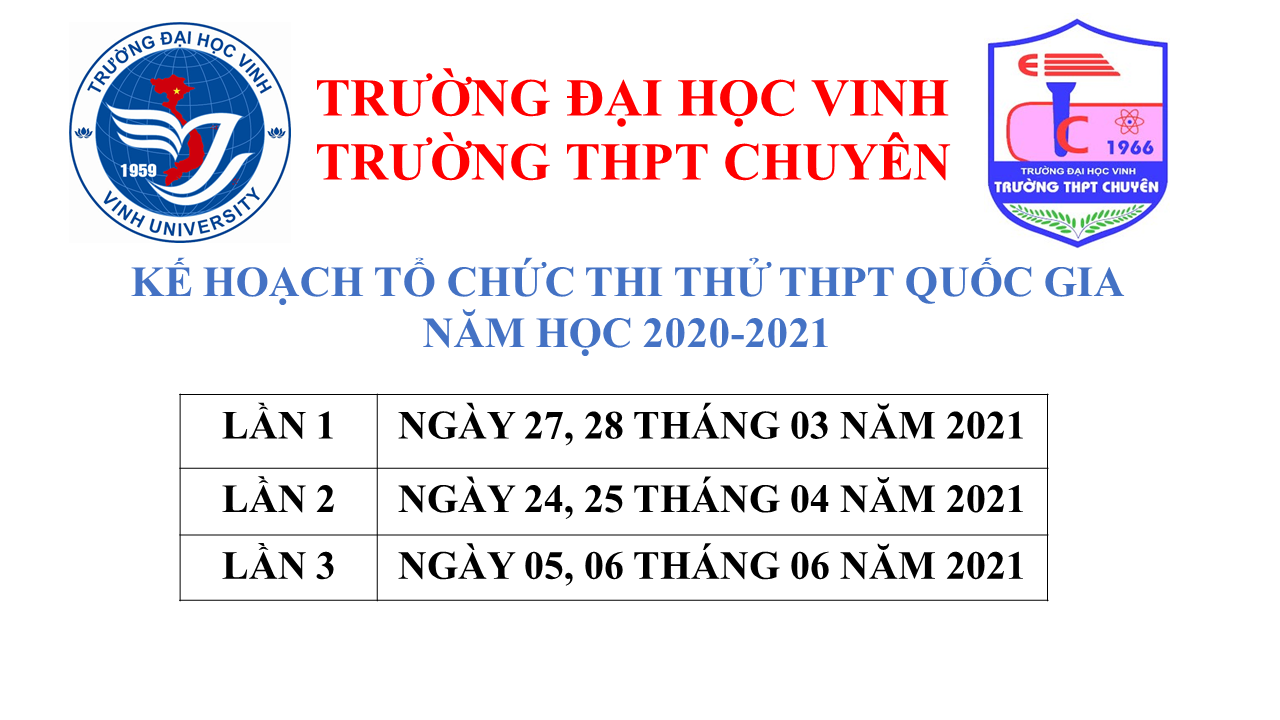 TRƯỜNG ĐẠI HỌC VINH
1959
VINH UNIVERSITY
TRƯỜNG ĐẠI HỌC VINH
TRƯỜNG THPT CHUYÊN
E
C
1966
TRƯỜNG ĐẠI HỌC VINH
TRƯỜNG THPT CHUYÊN
KẾ HOẠCH TỔ CHỨC THI THỬ THPT QUỐC GIA
NĂM HỌC 2020-2021
LẦN 1 NGÀY 27, 28 THÁNG 03 NĂM 2021
LẦN 2 NGÀY 24, 25 THÁNG 04 NĂM 2021
LẦN 3 NGÀY 05, 06 THÁNG 06 NĂM 2021